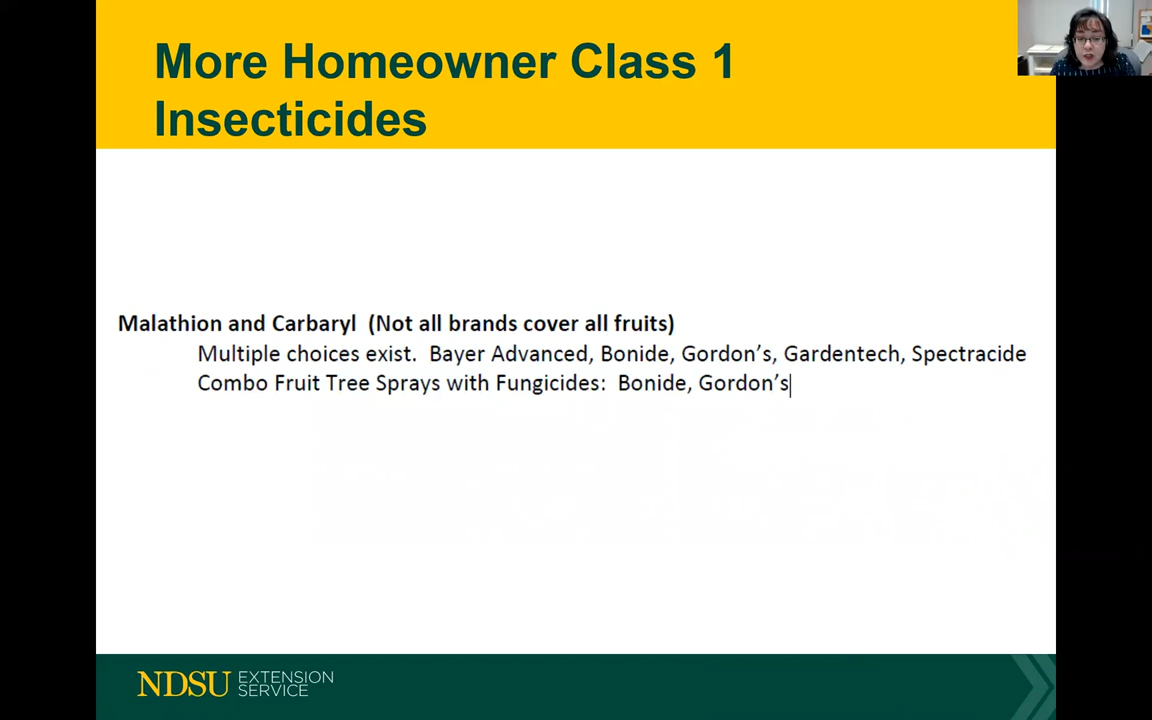 More Homeowner Class 1
Insecticides
Malathion and Carbaryl (Not all brands cover all fruits)
Multiple choices exist. Bayer Advanced, Bonide, Gordon’s, Gardentech, Spectracide
Combo Fruit Tree Sprays with Fungicides: Bonide, Gordon’s
NDSU EXTENSION
SERVICE